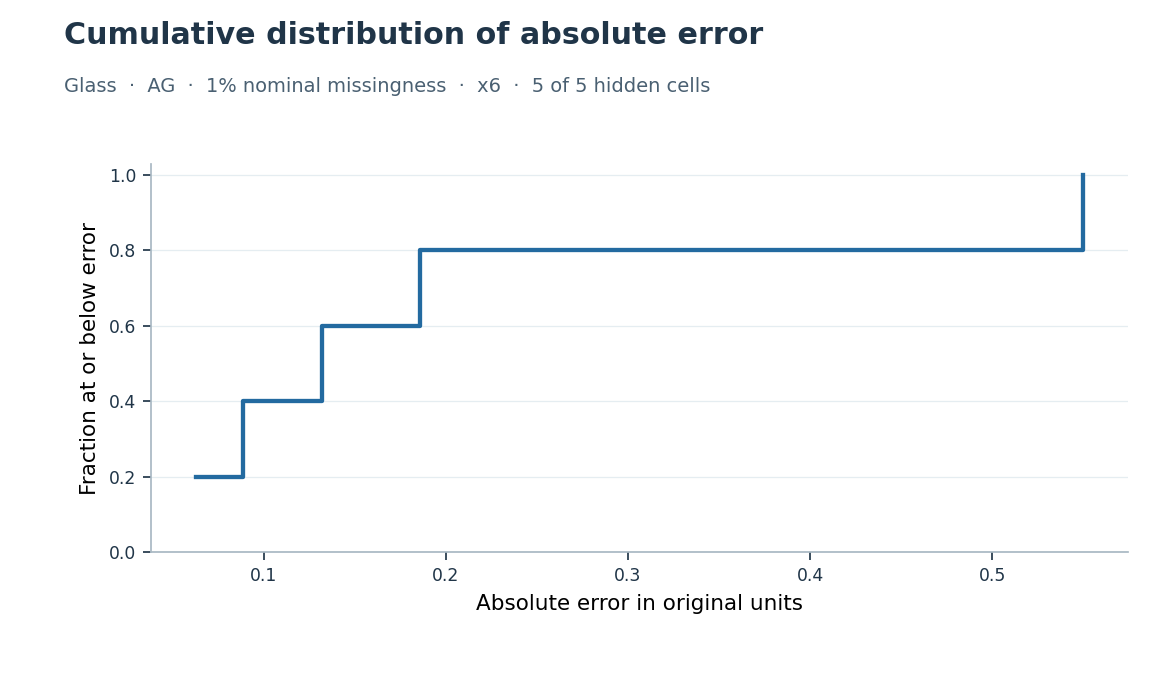 Cumulative distribution of absolute error
Glass · AG · 1% nominal missingness · x6 · 5 of 5 hidden cells
Fraction at or below error
1.0
0.8
0.6
0.4
0.2
0.0
0.1 0.2 0.3 0.4 0.5
Absolute error in original units